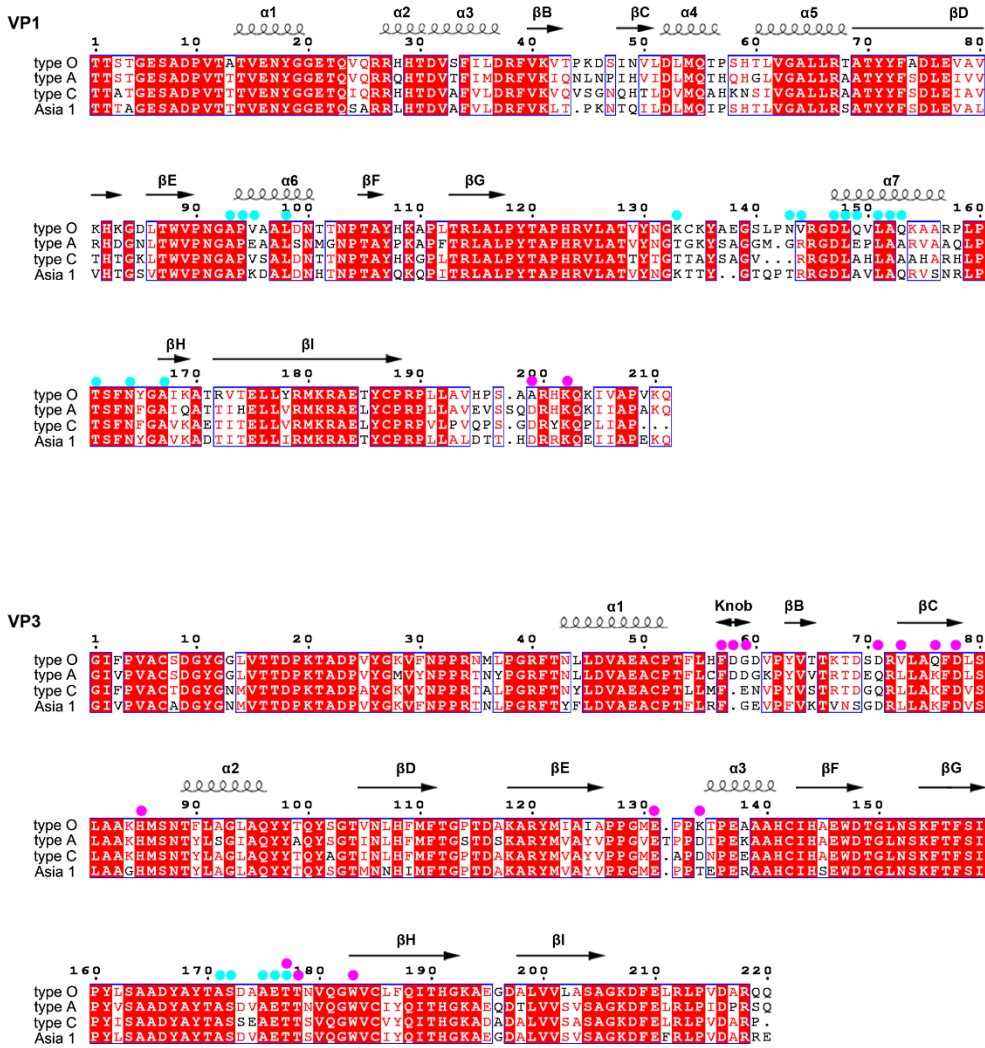 VP1
α1 α2 α3 βB βC α4 α5 βD
1 10 20 30 40 50 60 70 80
type O TTSTGESADPVTATVENYGGETQVQRRHHTDVSFILDRFVKVTPKDSINVLDLMQTPSHTLVGALLRTATYYFADLEVAV
type A TTATGESADPVTTTVENYGGETQVQRRQHTDVTFIMDRFVKIQNLNPIHVIDLMQTHQHGLVGALLRAATYYFSDLEIVV
type C TTATGESADPVTTTVENYGGETQIQRRHHTDVAFVLDRFVKVQVSGNQHTLDVMQAHKNSIVGALLRAATYYFSDLEIAV
Asia 1 TTTAGESADPVTTTVENYGGETQSARRLHTDVAFVLDRFVKLT.PKNTQILDLMQIPSHTLVGALLRSATYYFSDLEVAL
βE α6 βF βG α7
90 100 110 120 130 140 150 160
type O KHKGDLTWVPNGAPVAALDNTTNPTAYHKAPLTRLALPYTAPHRVLATVYNGKCKYAEGSLPNVRGDLQVLAQKAARPLP
type A RHDGNLTWVPNGAPEAALSNMGNPTAYNKAPFTRLALPYTAPHRVLATVYNGTGKYSAGGM.GRRGDLEPLAARVAAQLP
type C THTGKLTWVPNGAPVSALDNTTNPTAYHKGPLTRLALPYTAPHRVLATTYTGTTAYSAGV...RRGDLAHLAAAHARHLP
Asia 1 VHTGSVTWVPNGAPKDALDNHTNPTAYQKQPITRLALPYTAPHRVLATVYNGKTTY..GTQPTRRGDLAVLAQRVSNRLP
βH βI
170 180 190 200 210
type O TSFNYGAIKATRVTELLYRMKRAETYCPRPLLAVHPS.AARHKQKIVAPVKQ
type A TSFNFGAIQATTIHELLVRMKRAELYCPRPLLAVEVSSQDRHKQKIIAPAKQ
type C TSFNFGAVKAETITELLVRMKRAELYCPRPVLPVQPS.GDRYKQPLIAP...
Asia 1 TSFNYGAVKADTITELLIRMKRAETYCPRPLLALDTT.HDRRKQEIIAPEKQ
VP3
α1 Knob βB βC
1 10 20 30 40 50 60 70 80
type O GIFPVACSDGYGGLVTTDPKTADPVYGKVFNPPRNMLPGRFTNLLDVAEACPTFLHFDGDVPYVTTKTDSDRVLAQFDLS
type A GIVPVACSDGYGGLVTTDPKTADPVYGMVYNPPRTNYPGRFTNLLDVAEACPTFLCFDDGKPYVVTRTDEQRLLAKFDLS
type C GIFPVACTDGYGNMVTTDPKTADPAYGKVYNPPRTALPGRFTNYLDVAEACPTLLMF.ENVPYVSTRTDGQRLLAKFDVS
Asia 1 GIVPVACADGYGNMVTTDPKTADPVYGKVFNPPRTNLPGRFTYFLDVAEACPTFLRF.GEVPFVKTVNSGDRLLAKFDVS
α2 βD βE α3 βF βG
90 100 110 120 130 140 150
type O LAAKHMSNTFLAGLAQYYTQYSGTVNLHFMFTGPTDAKARYMIAIAPPGME.PPKTPEAAAHCIHAEWDTGLNSKFTFSI
type A LAAKHMSNTYLSGIAQYYAQYSGTINLHFMFTGSTDSKARYMVAYVPPGVETPPDTPEKAAHCIHAEWDTGLNSKFTFSI
type C LAAKHMSNTYLAGLAQYYTQYAGTINLHFMFTGPTDAKARYMVAYVPPGME.APDNPEEAAHCIHAEWDTGLNSKFTFSI
Asia 1 LAAGHMSNTYLAGLAQYYTQYSGTMNNHIMFTGPTDAKARYMVAYVPPGME.PPTEPERAAHCIHSEWDTGLNSKFTFSI
βH βI
160 170 180 190 200 210 220
type O PYLSAADYAYTASDAAETTNVQGWVCLFQITHGKAEGDALVVLASAGKDFELRLPVDARQQ
type A PYVSAADYAYTASDVAETTNVQGWVCIYQITHGKAEQDTLVVSVSAGKDFELRLPIDPRSQ
type C PYISAADYAYTASSEAETTSVQGWVCVYQITHGKADADALVVSASAGKDFELRLPVDARP.
Asia 1 PYLSAADYAYTASDVAETTSVQGWVCIYQITHGKAEGDALVVSVSAGKDFEFRLPVDARRE